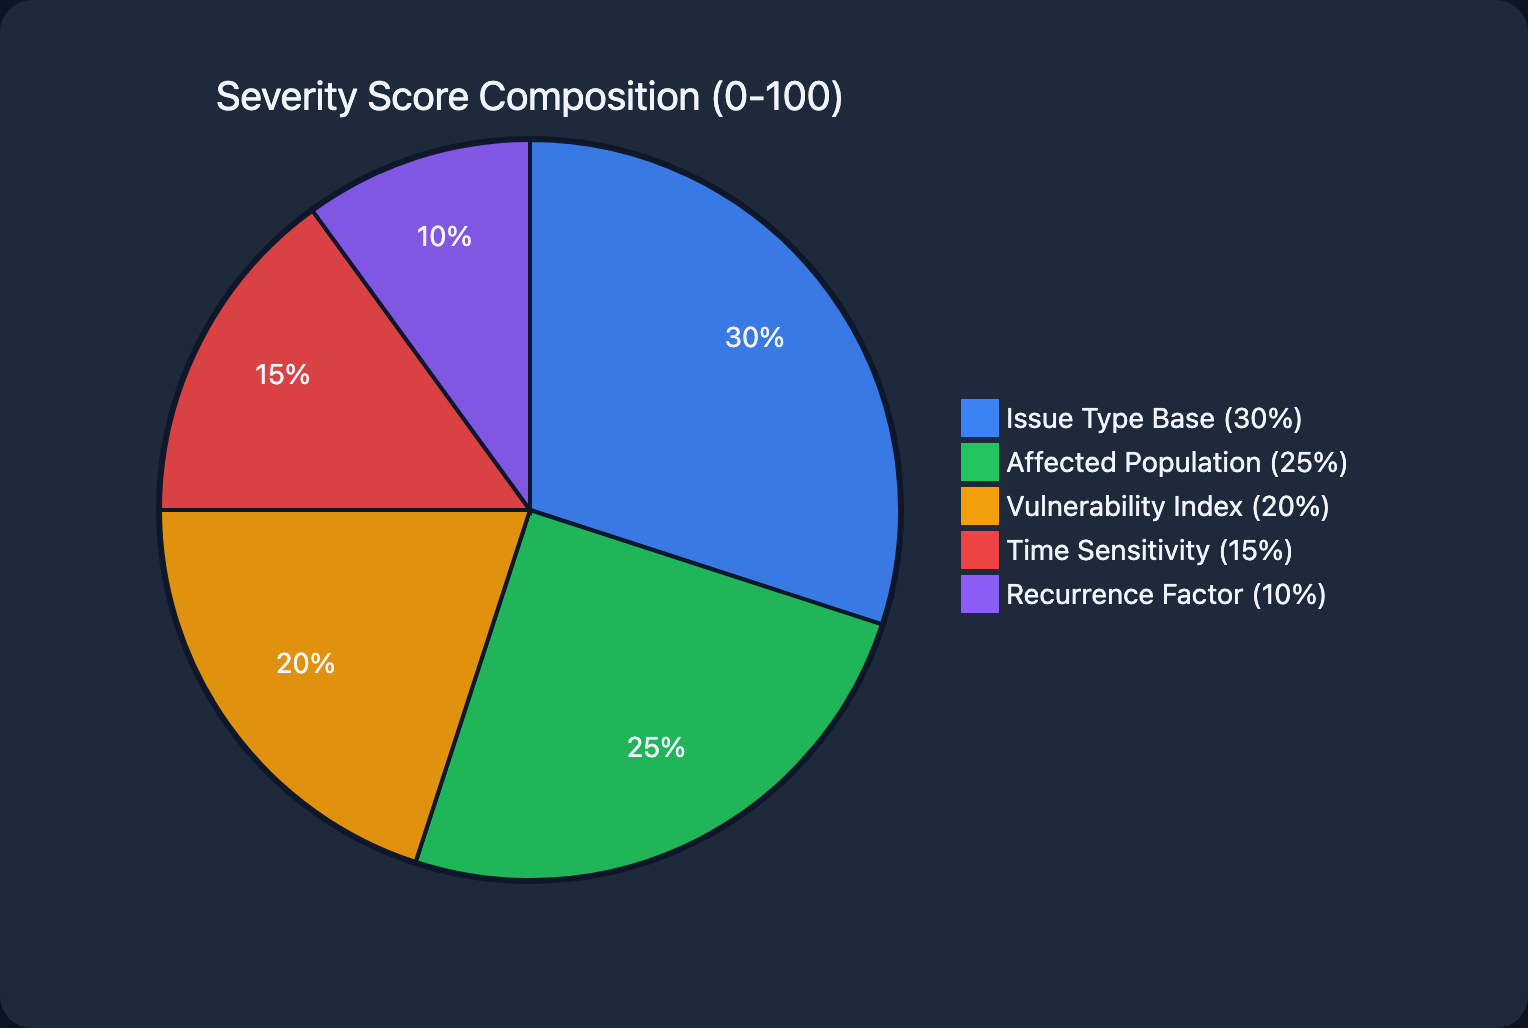 Severity Score Composition (0-100)
10%
30%
15%
20%
25%
Issue Type Base (30%)
Affected Population (25%)
Vulnerability Index (20%)
Time Sensitivity (15%)
Recurrence Factor (10%)